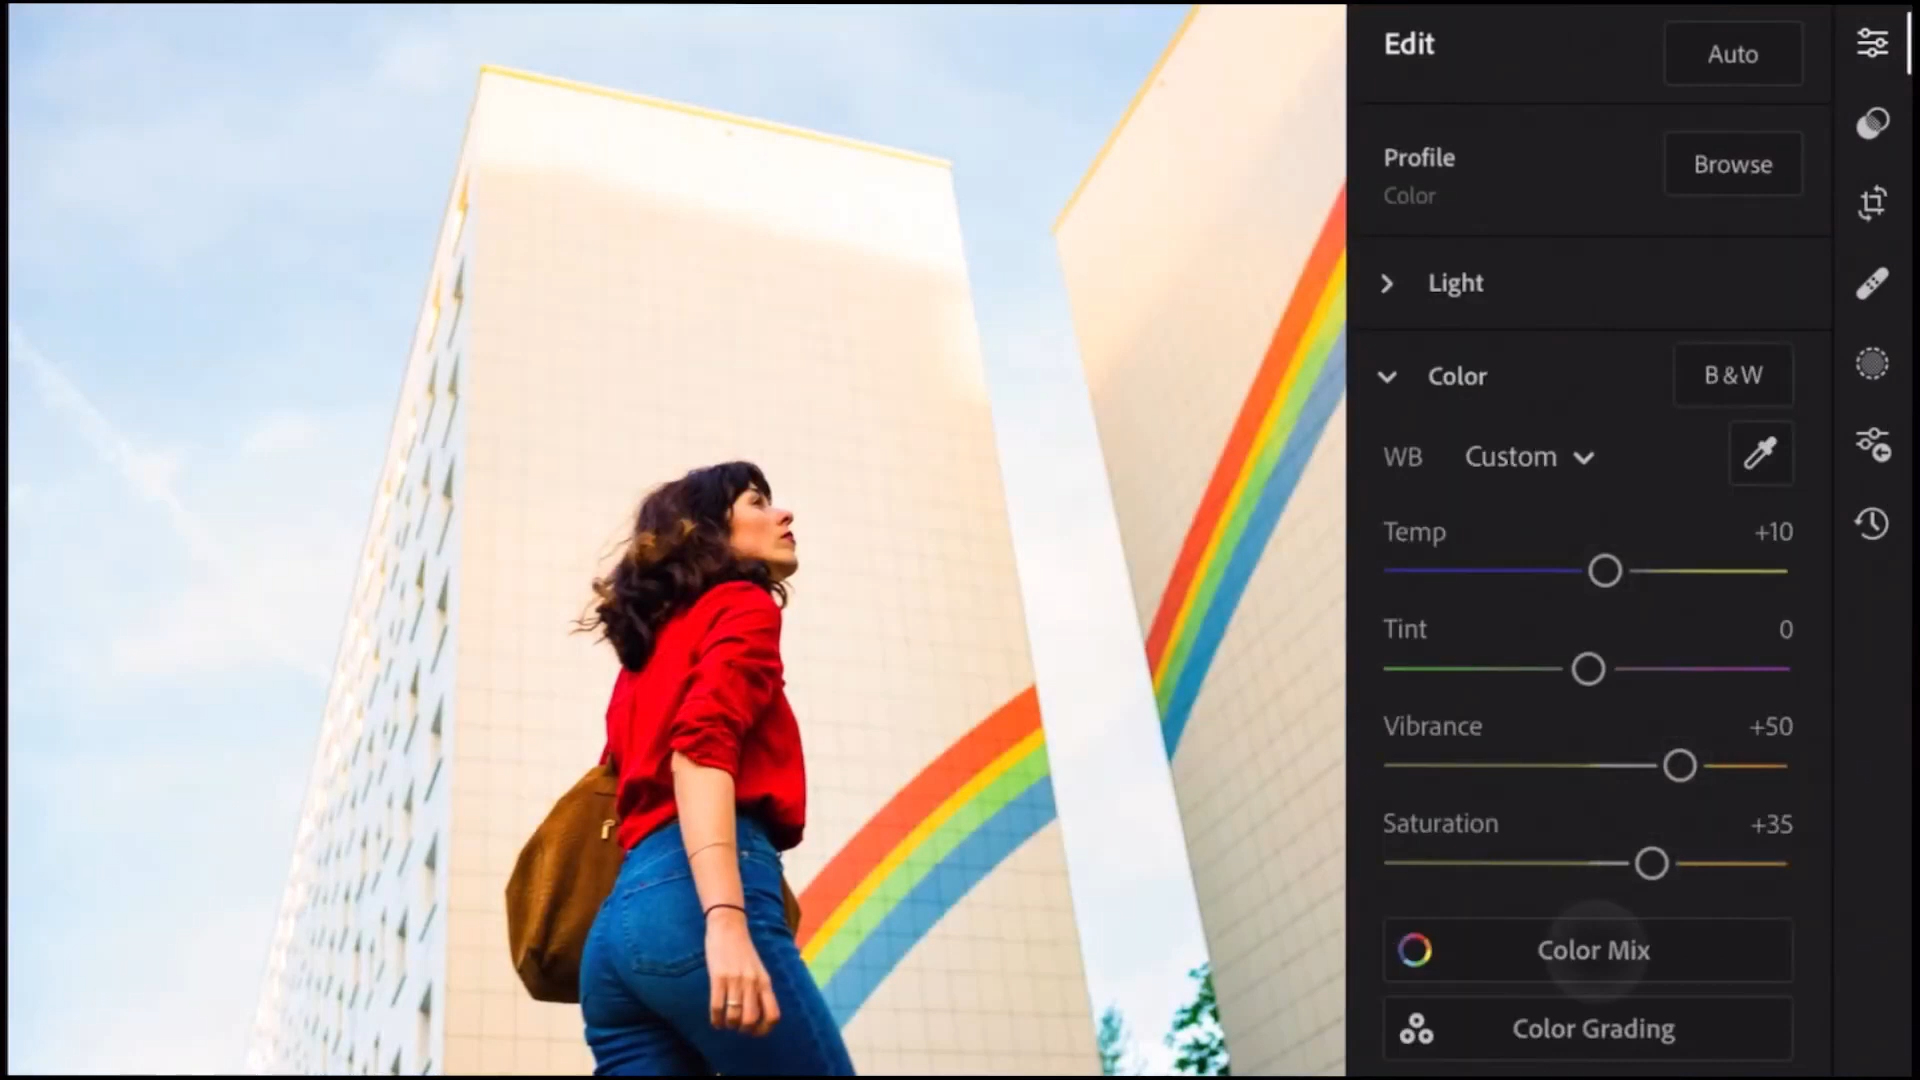 Edit
Auto
Profile
Browse
Color
Light
Color
B & W
WB
Custom
Temp
+10
Tint
0
Vibrance
+50
Saturation
+35
Color Mix
Color Grading